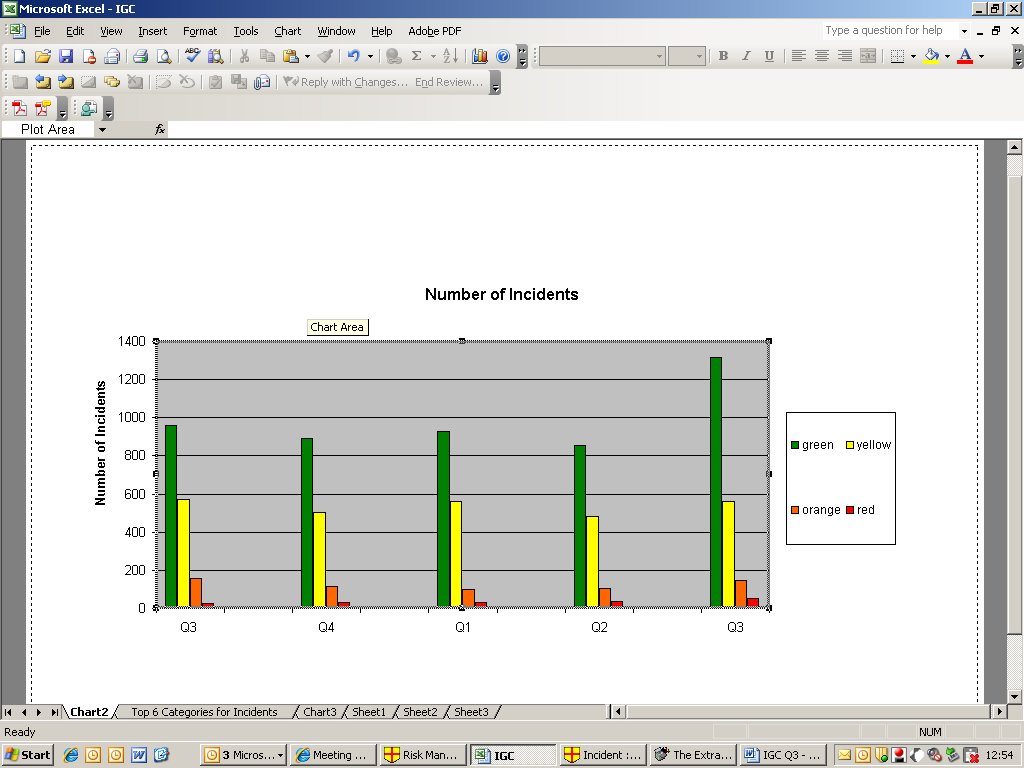 Microsoft Excel - IGC
File Edit View Insert Format Tools Chart Window Help Adobe PDF
Type a question for help
Reply with Changes... End Review...
Plot Area
fx
Number of Incidents
Chart Area
Number of Incidents
1400
1200
1000
800
600
400
200
0
Q3 Q4 Q1 Q2 Q3
green yellow
orange red
Chart2 Top 6 Categories for Incidents Chart3 Sheet1 Sheet2 Sheet3
Ready
NUM
Start
3 Micros...
Meeting ...
Risk Man...
IGC
Incident :...
The Extra...
IGC Q3 - ...
12:54